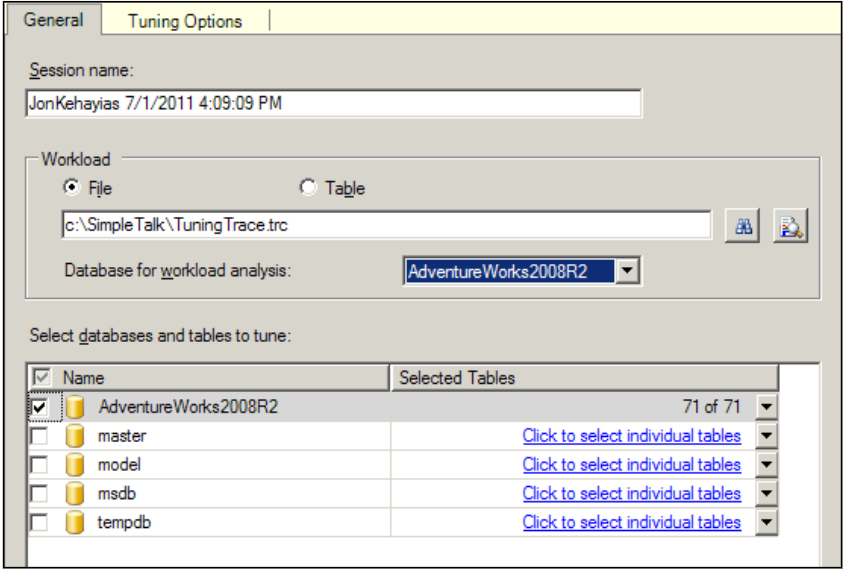 General Tuning Options
Session name:
JonKehayias 7/1/2011 4:09:09 PM
Workload
File Table
c:\SimpleTalk\TuningTrace.trc
Database for workload analysis: AdventureWorks2008R2
Select databases and tables to tune:
Name Selected Tables
AdventureWorks2008R2 71 of 71
master Click to select individual tables
model Click to select individual tables
msdb Click to select individual tables
tempdb Click to select individual tables